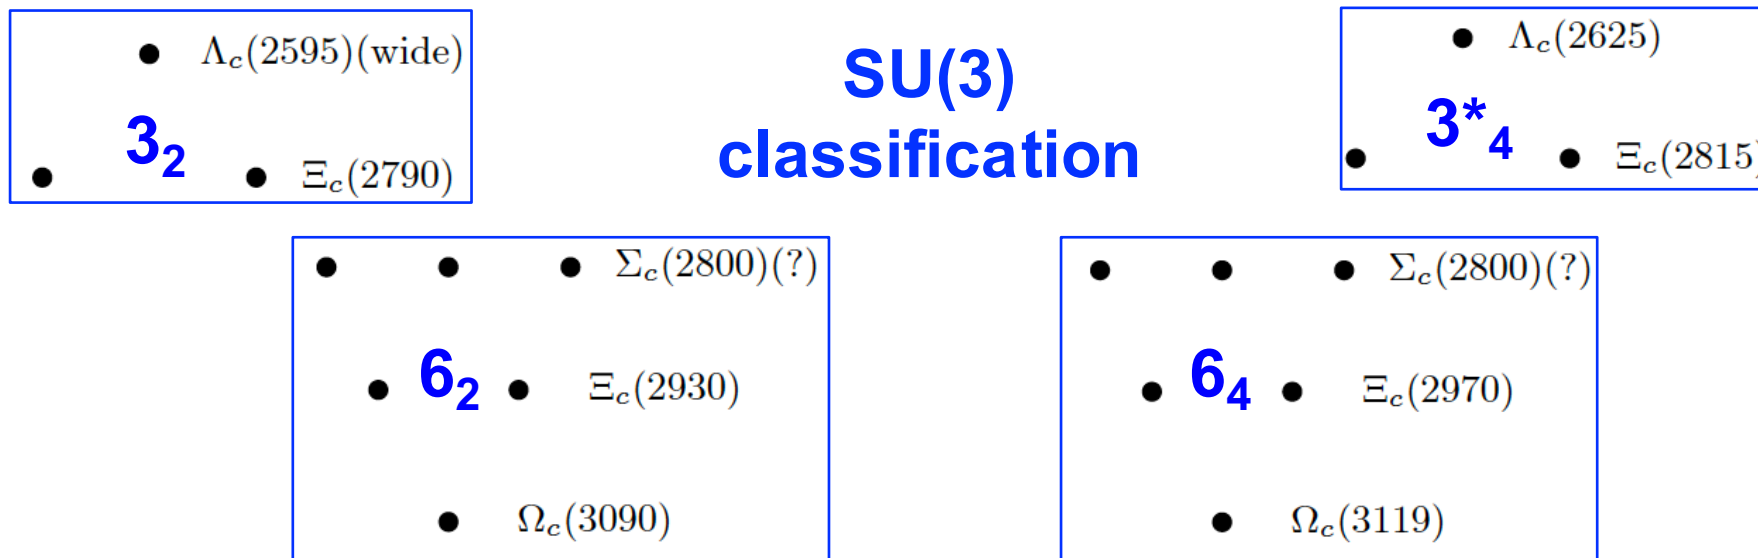 Λc(2595)(wide)
3₂
Ξc(2790)
SU(3)
classification
Λc(2625)
3*₄
Ξc(2815)
Σc(2800)(?)
6₂
Ξc(2930)
Ωc(3090)
Σc(2800)(?)
6₄
Ξc(2970)
Ωc(3119)